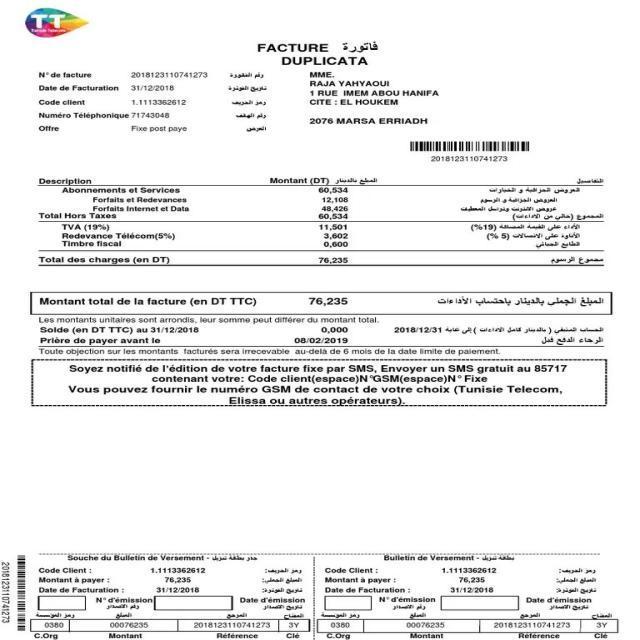 TT
Tunisie Telecom
FACTURE فاتورة
DUPLICATA
N° de facture 2018123110741273 رقم الفاتورة
Date de Facturation 31/12/2018 تاريخ الفوترة
Code client 1.1113362612 رمز الحريف
Numéro Téléphonique 71743048 رقم الهاتف
Offre Fixe post paye العرض
MME.
RAJA YAHYAOUI
1 RUE IMEM ABOU HANIFA
CITE : EL HOUKEM
2076 MARSA ERRIADH
2018123110741273
Description Montant (DT) المبلغ بالدينار التفاصيل
Abonnements et Services 60,534 العروض الجزافية و الخيارات
Forfaits et Redevances 12,108 العروض الجزافية و الرسوم
Forfaits Internet et Data 48,426 عروض الانترنت وتراسل المعطيات
Total Hors Taxes 60,534 المجموع (خالي من الاداءات)
TVA (19%) 11,501 الأداء على القيمة المضافة (19%)
Redevance Télécom(5%) 3,602 الأتاوة على الاتصالات (5 %)
Timbre fiscal 0,600 الطابع الجبائي
Total des charges (en DT) 76,235 مجموع الرسوم
Montant total de la facture (en DT TTC) 76,235 المبلغ الجملي بالدينار باحتساب الأداءات
Les montants unitaires sont arrondis, leur somme peut différer du montant total.
Solde (en DT TTC) au 31/12/2018 0,000 الحساب المتبقي ( بالدينار كامل الاداءات ) إلى غاية 2018/12/31
Prière de payer avant le 08/02/2019 الرجاء الدفع قبل
Toute objection sur les montants facturés sera irrecevable au-delà de 6 mois de la date limite de paiement.
Soyez notifié de l'édition de votre facture fixe par SMS, Envoyer un SMS gratuit au 85717
contenant votre: Code client(espace)N°GSM(espace)N° Fixe
Vous pouvez fournir le numéro GSM de contact de votre choix (Tunisie Telecom,
Elissa ou autres opérateurs).
2018123110741273
Souche du Bulletin de Versement - جذر بطاقة تنزيل
Code Client : 1.1113362612 رمز الحريف:
Montant à payer : 76,235 المبلغ الجملي:
Date de Facturation : 31/12/2018 تاريخ الفوترة:
N° d'émission رقم الاصدار Date d'émission تاريخ الاصدار
رمز المؤسسة المبلغ المرجع المفتاح
0380 00076235 2018123110741273 3Y
C.Org Montant Référence Clé
Bulletin de Versement - بطاقة تنزيل
Code Client : 1.1113362612 رمز الحريف:
Montant à payer : 76,235 المبلغ الجملي:
Date de Facturation : 31/12/2018 تاريخ الفوترة:
N° d'émission رقم الاصدار Date d'émission تاريخ الاصدار
رمز المؤسسة المبلغ المرجع المفتاح
0380 00076235 2018123110741273 3Y
C.Org Montant Référence Clé